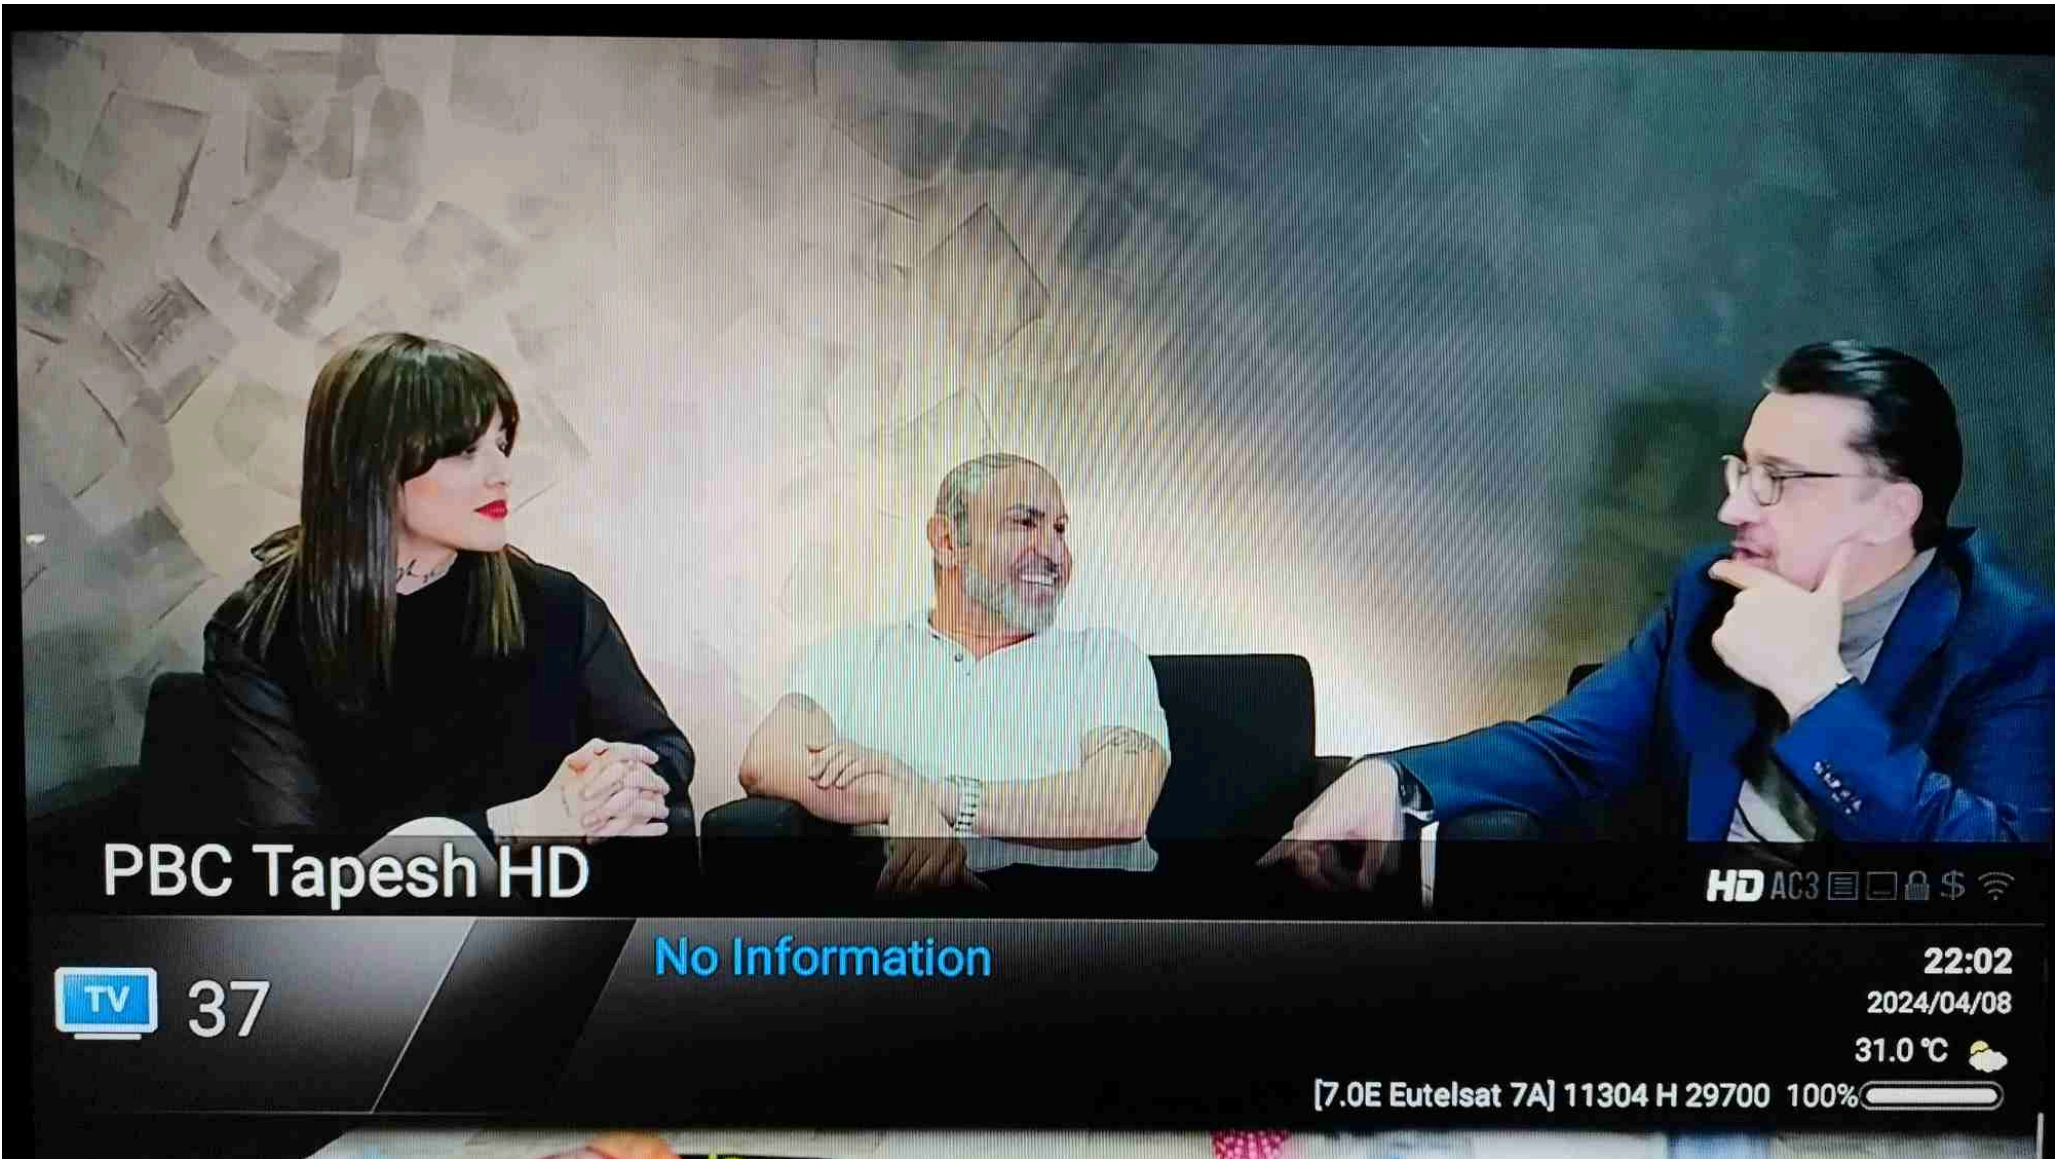 PBC Tapesh HD
HD AC3 $
TV 37
No Information
22:02
2024/04/08
31.0 °C
[7.0E Eutelsat 7A] 11304 H 29700 100%